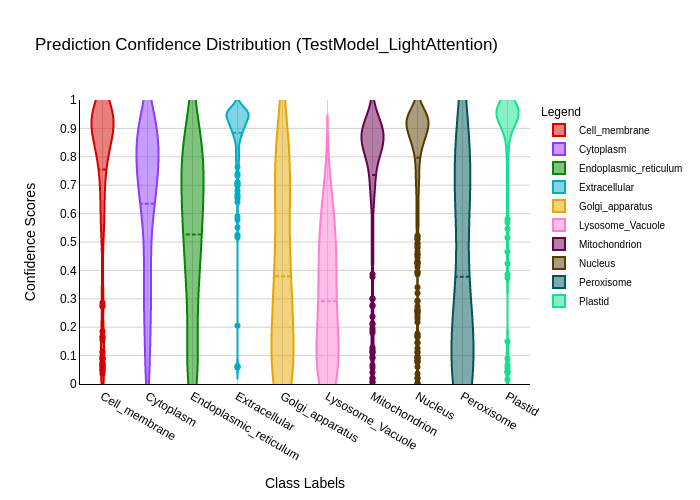 Prediction Confidence Distribution (TestModel_LightAttention)
Legend
Cell_membrane
Cytoplasm
Endoplasmic_reticulum
Extracellular
Golgi_apparatus
Lysosome_Vacuole
Mitochondrion
Nucleus
Peroxisome
Plastid
Confidence Scores
1
0.9
0.8
0.7
0.6
0.5
0.4
0.3
0.2
0.1
0
Cell_membrane
Cytoplasm
Endoplasmic_reticulum
Extracellular
Golgi_apparatus
Lysosome_Vacuole
Mitochondrion
Nucleus
Peroxisome
Plastid
Class Labels